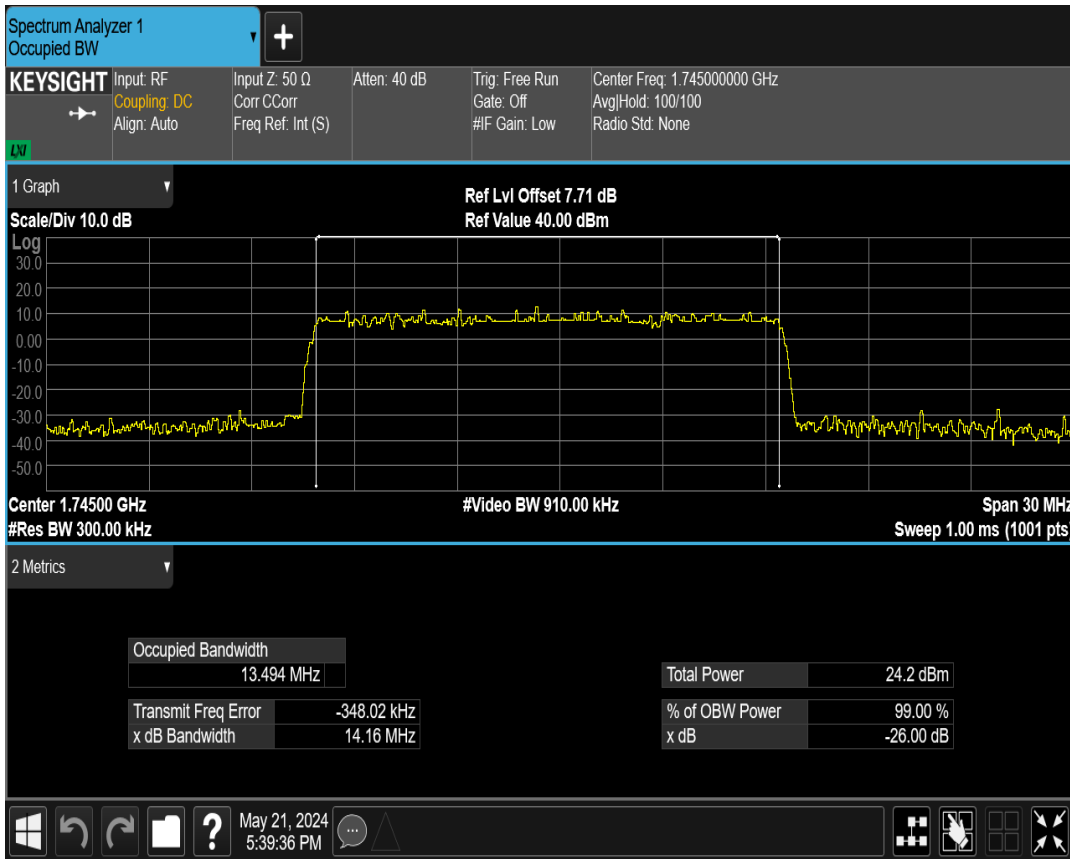 Spectrum Analyzer 1
Occupied BW
KEYSIGHT
LXI
Input: RF
Coupling: DC
Align: Auto
Input Z: 50 Ω
Corr CCorr
Freq Ref: Int (S)
Atten: 40 dB
Trig: Free Run
Gate: Off
#IF Gain: Low
Center Freq: 1.745000000 GHz
Avg|Hold: 100/100
Radio Std: None
1 Graph
Scale/Div 10.0 dB
Ref Lvl Offset 7.71 dB
Ref Value 40.00 dBm
Log
30.0
20.0
10.0
0.00
-10.0
-20.0
-30.0
-40.0
-50.0
Center 1.74500 GHz
#Video BW 910.00 kHz
Span 30 MHz
#Res BW 300.00 kHz
Sweep 1.00 ms (1001 pts)
2 Metrics
Occupied Bandwidth
13.494 MHz
Total Power 24.2 dBm
Transmit Freq Error -348.02 kHz
% of OBW Power 99.00 %
x dB Bandwidth 14.16 MHz
x dB -26.00 dB
May 21, 2024
5:39:36 PM